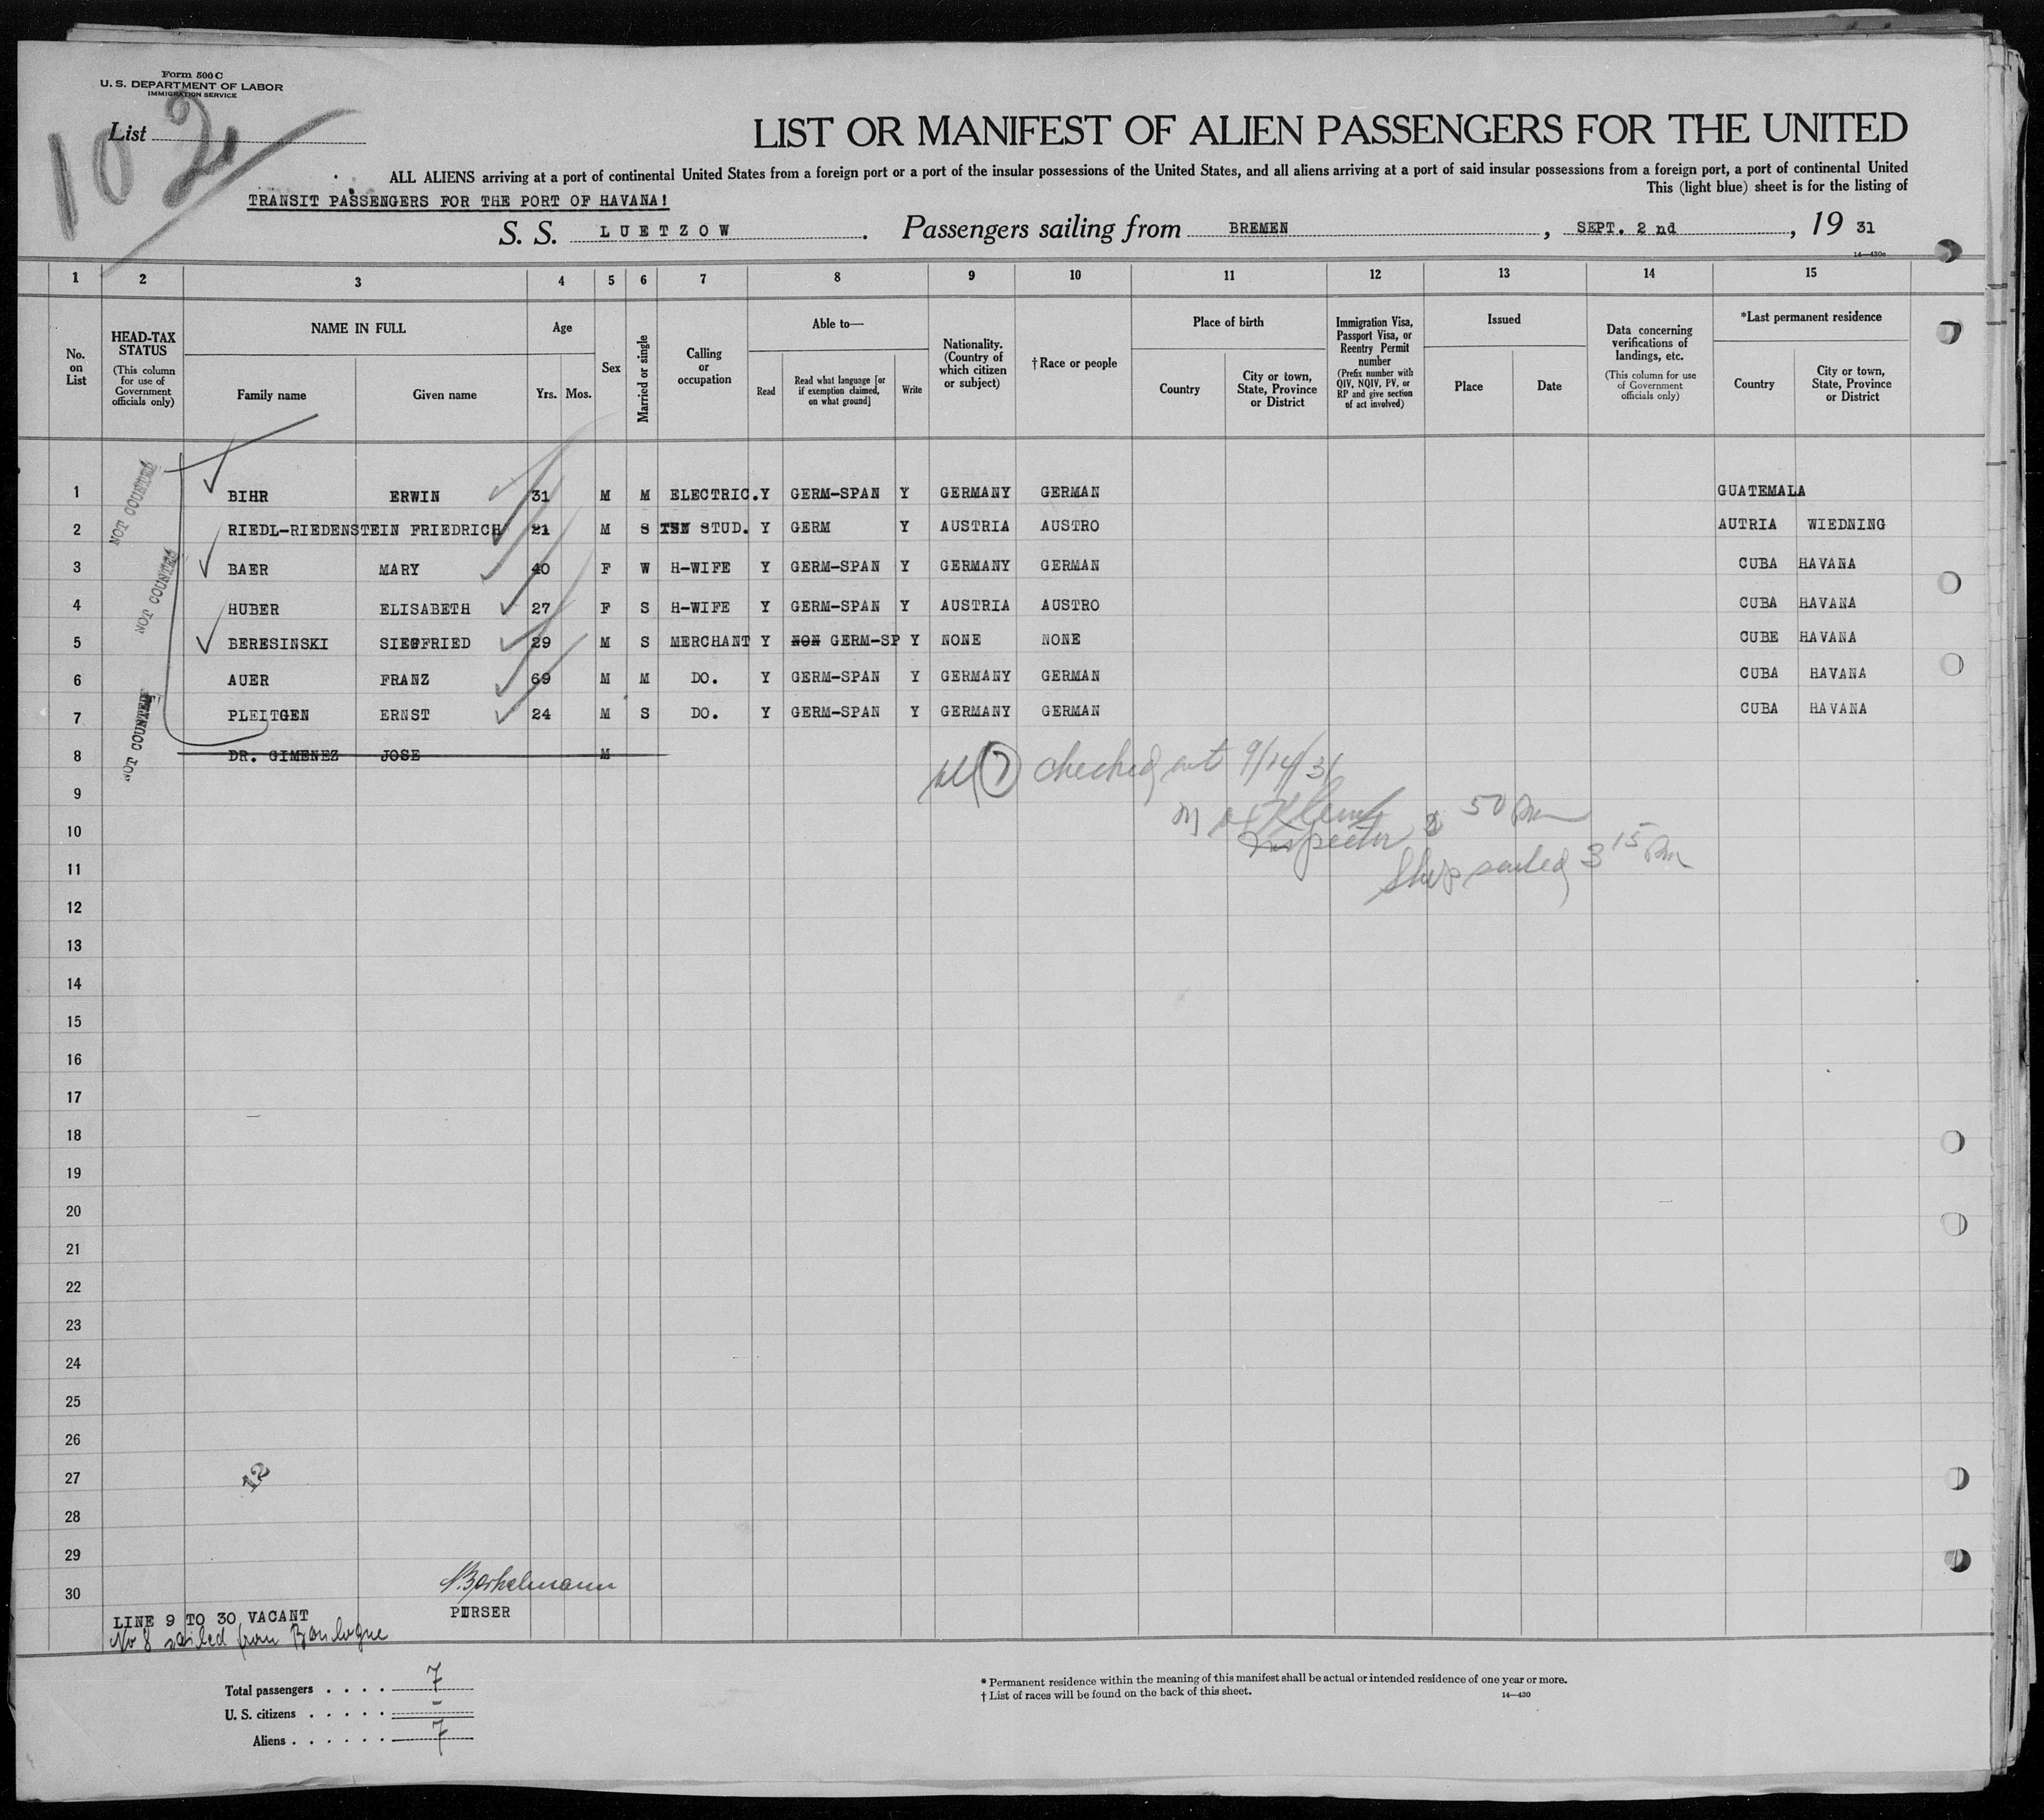 Form 500 C
U. S. DEPARTMENT OF LABOR
IMMIGRATION SERVICE
List 2
10
LIST OR MANIFEST OF ALIEN PASSENGERS FOR THE UNITED
ALL ALIENS arriving at a port of continental United States from a foreign port or a port of the insular possessions of the United States, and all aliens arriving at a port of said insular possessions from a foreign port, a port of continental United
This (light blue) sheet is for the listing of
TRANSIT PASSENGERS FOR THE PORT OF HAVANA!
S. S. LUETZOW. Passengers sailing from BREMEN, SEPT. 2 nd, 19 31
14—430c
1 2 3 4 5 6 7 8 9 10 11 12 13 14 15
No. on List
HEAD-TAX STATUS
(This column for use of Government officials only)
NAME IN FULL
Family name Given name
Age
Yrs. Mos.
Sex
Married or single
Calling or occupation
Able to—
Read
Read what language [or if exemption claimed, on what ground]
Write
Nationality. (Country of which citizen or subject)
†Race or people
Place of birth
Country
City or town, State, Province or District
Immigration Visa, Passport Visa, or Reentry Permit number
(Prefix number with QIV, NQIV, PV, or RP and give section of act involved)
Issued
Place Date
Data concerning verifications of landings, etc.
(This column for use of Government officials only)
*Last permanent residence
Country
City or town, State, Province or District
NOT COUNTED
NOT COUNTED
NOT COUNTED
1 BIHR ERWIN 31 M M ELECTRIC. Y GERM-SPAN Y GERMANY GERMAN GUATEMALA
2 RIEDL-RIEDENSTEIN FRIEDRICH 21 M S STUD. Y GERM Y AUSTRIA AUSTRO AUTRIA WIEDNING
3 BAER MARY 40 F W H-WIFE Y GERM-SPAN Y GERMANY GERMAN CUBA HAVANA
4 HUBER ELISABETH 27 F S H-WIFE Y GERM-SPAN Y AUSTRIA AUSTRO CUBA HAVANA
5 BERESINSKI SIEGFRIED 29 M S MERCHANT Y NON GERM-SP Y NONE NONE CUBE HAVANA
6 AUER FRANZ 69 M M DO. Y GERM-SPAN Y GERMANY GERMAN CUBA HAVANA
7 PLEITGEN ERNST 24 M S DO. Y GERM-SPAN Y GERMANY GERMAN CUBA HAVANA
8 DR. GIMENEZ JOSE M
(7) checked out 9/14/31
9
Inspector 50 Pm
10
Ship sailed 3 15 Pm
11
12
13
14
15
16
17
18
19
20
21
22
23
24
25
26
27
12
28
29
30
PURSER
LINE 9 TO 30 VACANT
No 8 sailed from Boulogne
Total passengers . . . . 7
U. S. citizens . . . . . –
Aliens . . . . . . 7
* Permanent residence within the meaning of this manifest shall be actual or intended residence of one year or more.
† List of races will be found on the back of this sheet.
14—430